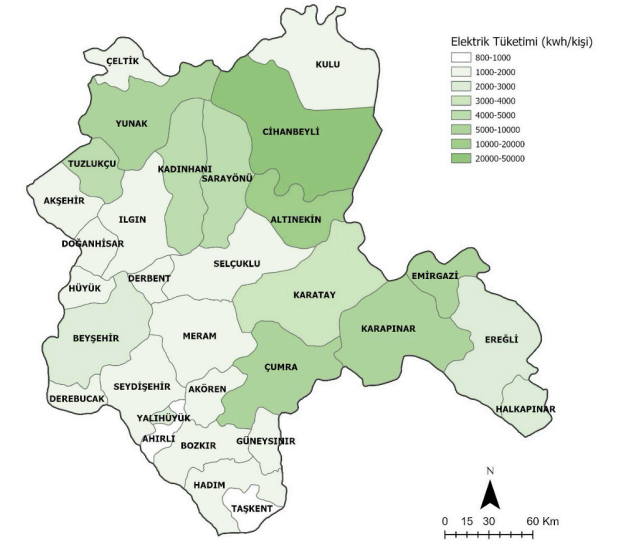 Elektrik Tüketimi (kwh/kişi)
800-1000
1000-2000
2000-3000
3000-4000
4000-5000
5000-10000
10000-20000
20000-50000
ÇELTİK
KULU
YUNAK
CİHANBEYLİ
TUZLUKÇU
KADINHANI
SARAYÖNÜ
AKŞEHİR
ILGIN
ALTINEKİN
DOĞANHİSAR
SELÇUKLU
DERBENT
EMİRGAZİ
HÜYÜK
KARATAY
BEYŞEHİR
MERAM
KARAPINAR
EREĞLİ
ÇUMRA
SEYDİŞEHİR
AKÖREN
DEREBUCAK
HALKAPINAR
YALIHÜYÜK
AHIRLI
BOZKIR
GÜNEYSINIR
HADIM
TAŞKENT
N
0 15 30 60 Km